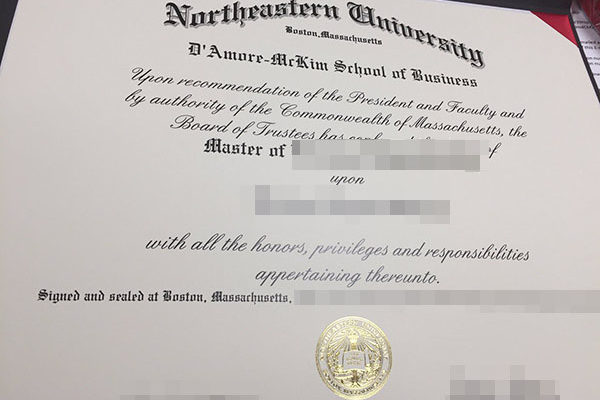 Northeastern University
Boston, Massachusetts
D'Amore-McKim School of Business
Upon recommendation of the President and Faculty and
by authority of the Commonwealth of Massachusetts, the
Board of Trustees has of
Master of
upon
with all the honors, privileges and responsibilities
appertaining thereunto.
Signed and sealed at Boston, Massachusetts,